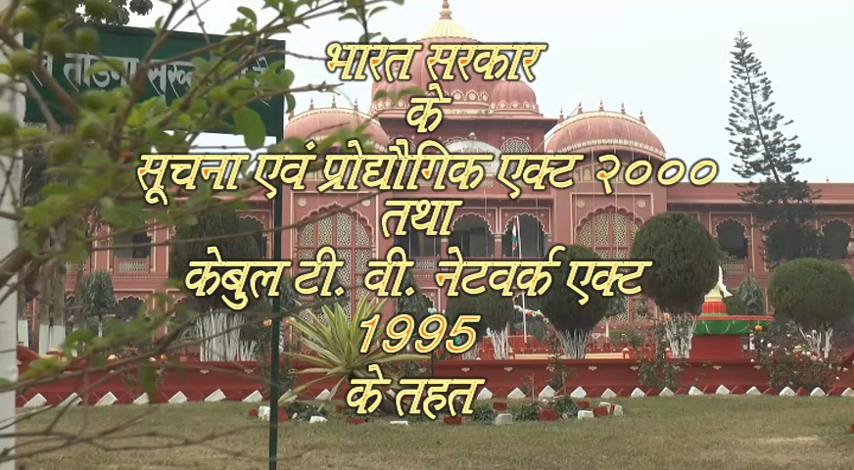 भारत सरकार
के
सूचना एवं प्रोद्यौगिक एक्ट २०००
तथा
केबुल टी. वी. नेटवर्क एक्ट
1995
के तहत